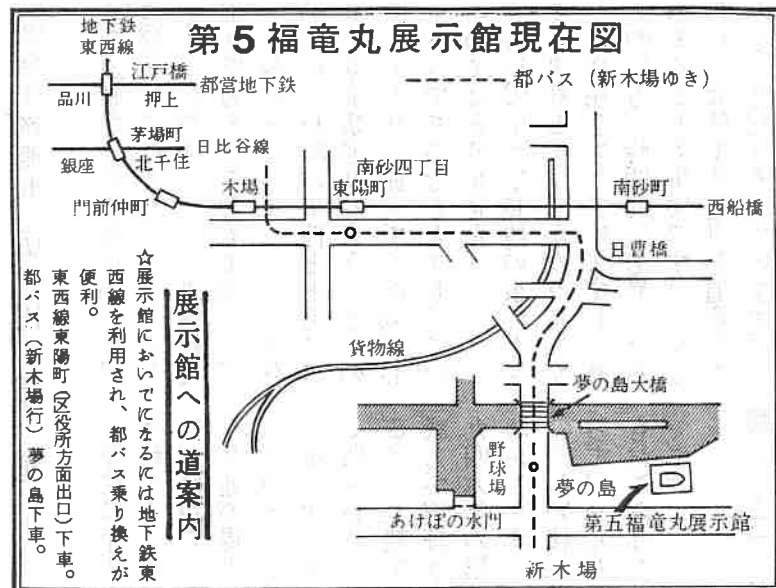 第5福竜丸展示館現在図
地下鉄
東西線
都バス（新木場ゆき）
江戸橋
品川
押上
都営地下鉄
茅場町
日比谷線
銀座
北千住
門前仲町
木場
南砂四丁目
東陽町
南砂町
西船橋
日曹橋
貨物線
夢の島大橋
野球場
夢の島
あけぼの水門
第五福竜丸展示館
新木場
展示館への道案内
☆展示館においでになるには地下鉄東
西線を利用され、都バス乗り換えが
便利。
東西線東陽町（区役所方面出口）下車。
都バス（新木場行）夢の島下車。